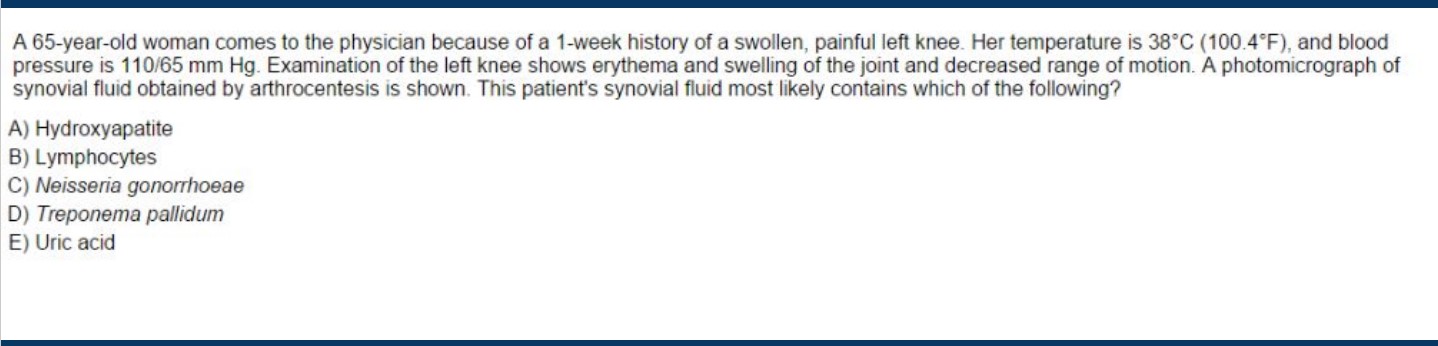 A 65-year-old woman comes to the physician because of a 1-week history of a swollen, painful left knee. Her temperature is 38°C (100.4°F), and blood
pressure is 110/65 mm Hg. Examination of the left knee shows erythema and swelling of the joint and decreased range of motion. A photomicrograph of
synovial fluid obtained by arthrocentesis is shown. This patient's synovial fluid most likely contains which of the following?
A) Hydroxyapatite
B) Lymphocytes
C) Neisseria gonorrhoeae
D) Treponema pallidum
E) Uric acid